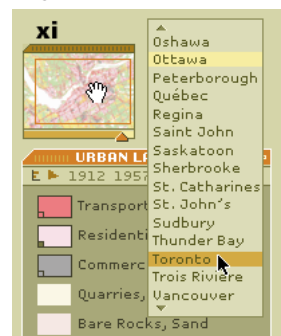 xi
Oshawa
Ottawa
Peterborough
Québec
Regina
Saint John
Saskatoon
Sherbrooke
St. Catharines
St. John's
Sudbury
Thunder Bay
Toronto
Trois Riviere
Vancouver
URBAN LA
E 1912 1957
Transport
Residenti
Commerc
Quarries,
Bare Rocks, Sand